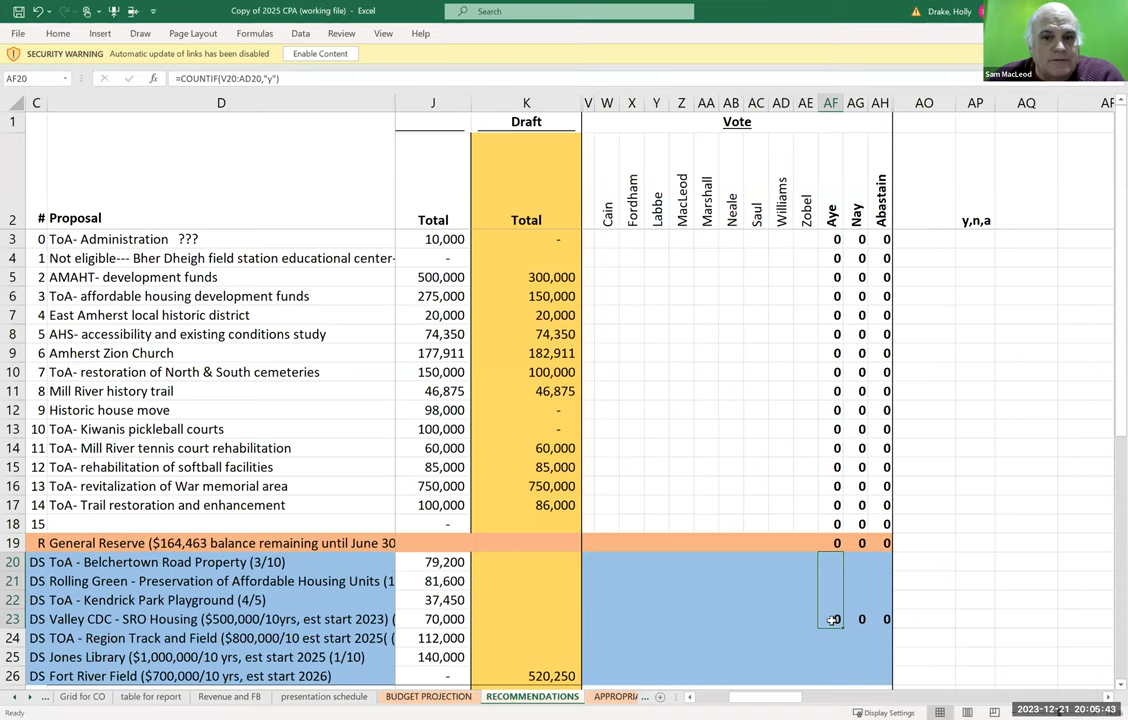 Copy of 2025 CPA (working file) - Excel
Search
Drake, Holly
File Home Insert Draw Page Layout Formulas Data Review View Help
SECURITY WARNING Automatic update of links has been disabled Enable Content
AF20 fx =COUNTIF(V20:AD20,"y")
Sam MacLeod
C D J K V W X Y Z AA AB AC AD AE AF AG AH AO AP AQ
1 Draft Vote
2 # Proposal Total Total Cain Fordham Labbe MacLeod Marshall Neale Saul Williams Zobel Aye Nay Abastain y,n,a
3 0 ToA- Administration ??? 10,000 - 0 0 0
4 1 Not eligible--- Bher Dheigh field station educational center- - 0 0 0
5 2 AMAHT- development funds 500,000 300,000 0 0 0
6 3 ToA- affordable housing development funds 275,000 150,000 0 0 0
7 4 East Amherst local historic district 20,000 20,000 0 0 0
8 5 AHS- accessibility and existing conditions study 74,350 74,350 0 0 0
9 6 Amherst Zion Church 177,911 182,911 0 0 0
10 7 ToA- restoration of North & South cemeteries 150,000 100,000 0 0 0
11 8 Mill River history trail 46,875 46,875 0 0 0
12 9 Historic house move 98,000 - 0 0 0
13 10 ToA- Kiwanis pickleball courts 100,000 - 0 0 0
14 11 ToA- Mill River tennis court rehabilitation 60,000 60,000 0 0 0
15 12 ToA- rehabilitation of softball facilities 85,000 85,000 0 0 0
16 13 ToA- revitalization of War memorial area 750,000 750,000 0 0 0
17 14 ToA- Trail restoration and enhancement 100,000 86,000 0 0 0
18 15 - 0 0 0
19 R General Reserve ($164,463 balance remaining until June 30 0 0 0
20 DS ToA - Belchertown Road Property (3/10) 79,200
21 DS Rolling Green - Preservation of Affordable Housing Units (1 81,600
22 DS ToA - Kendrick Park Playground (4/5) 37,450
23 DS Valley CDC - SRO Housing ($500,000/10yrs, est start 2023) ( 70,000 0 0 0
24 DS TOA - Region Track and Field ($800,000/10 est start 2025( ( 112,000
25 DS Jones Library ($1,000,000/10 yrs, est start 2025 (1/10) 140,000
26 DS Fort River Field ($700,000/10 yrs, est start 2026) - 520,250
... Grid for CO table for report Revenue and FB presentation schedule BUDGET PROJECTION RECOMMENDATIONS APPROPRIA ...
Ready Display Settings
2023-12-21 20:05:43